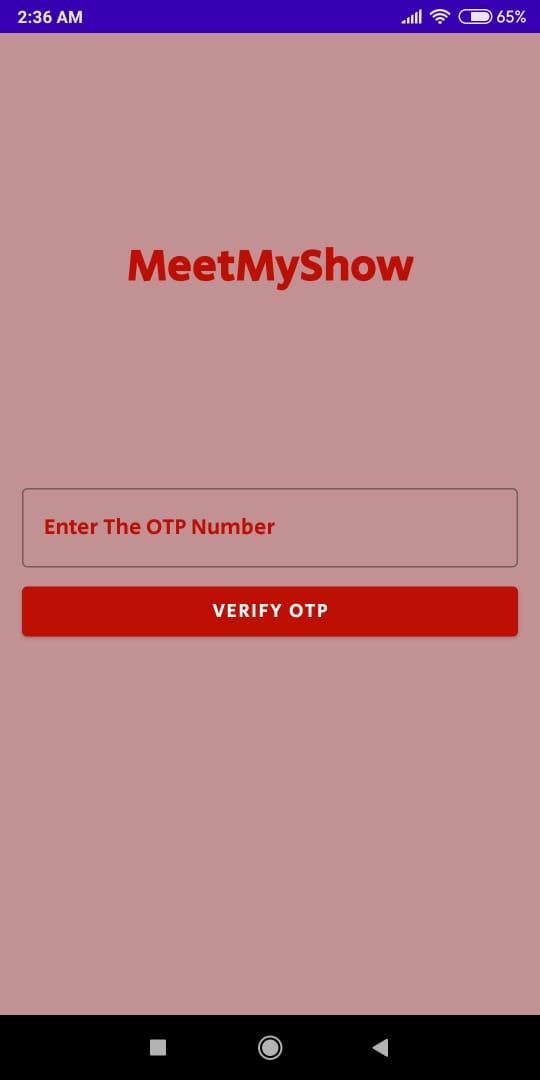 2:36 AM 65%
MeetMyShow
Enter The OTP Number
VERIFY OTP